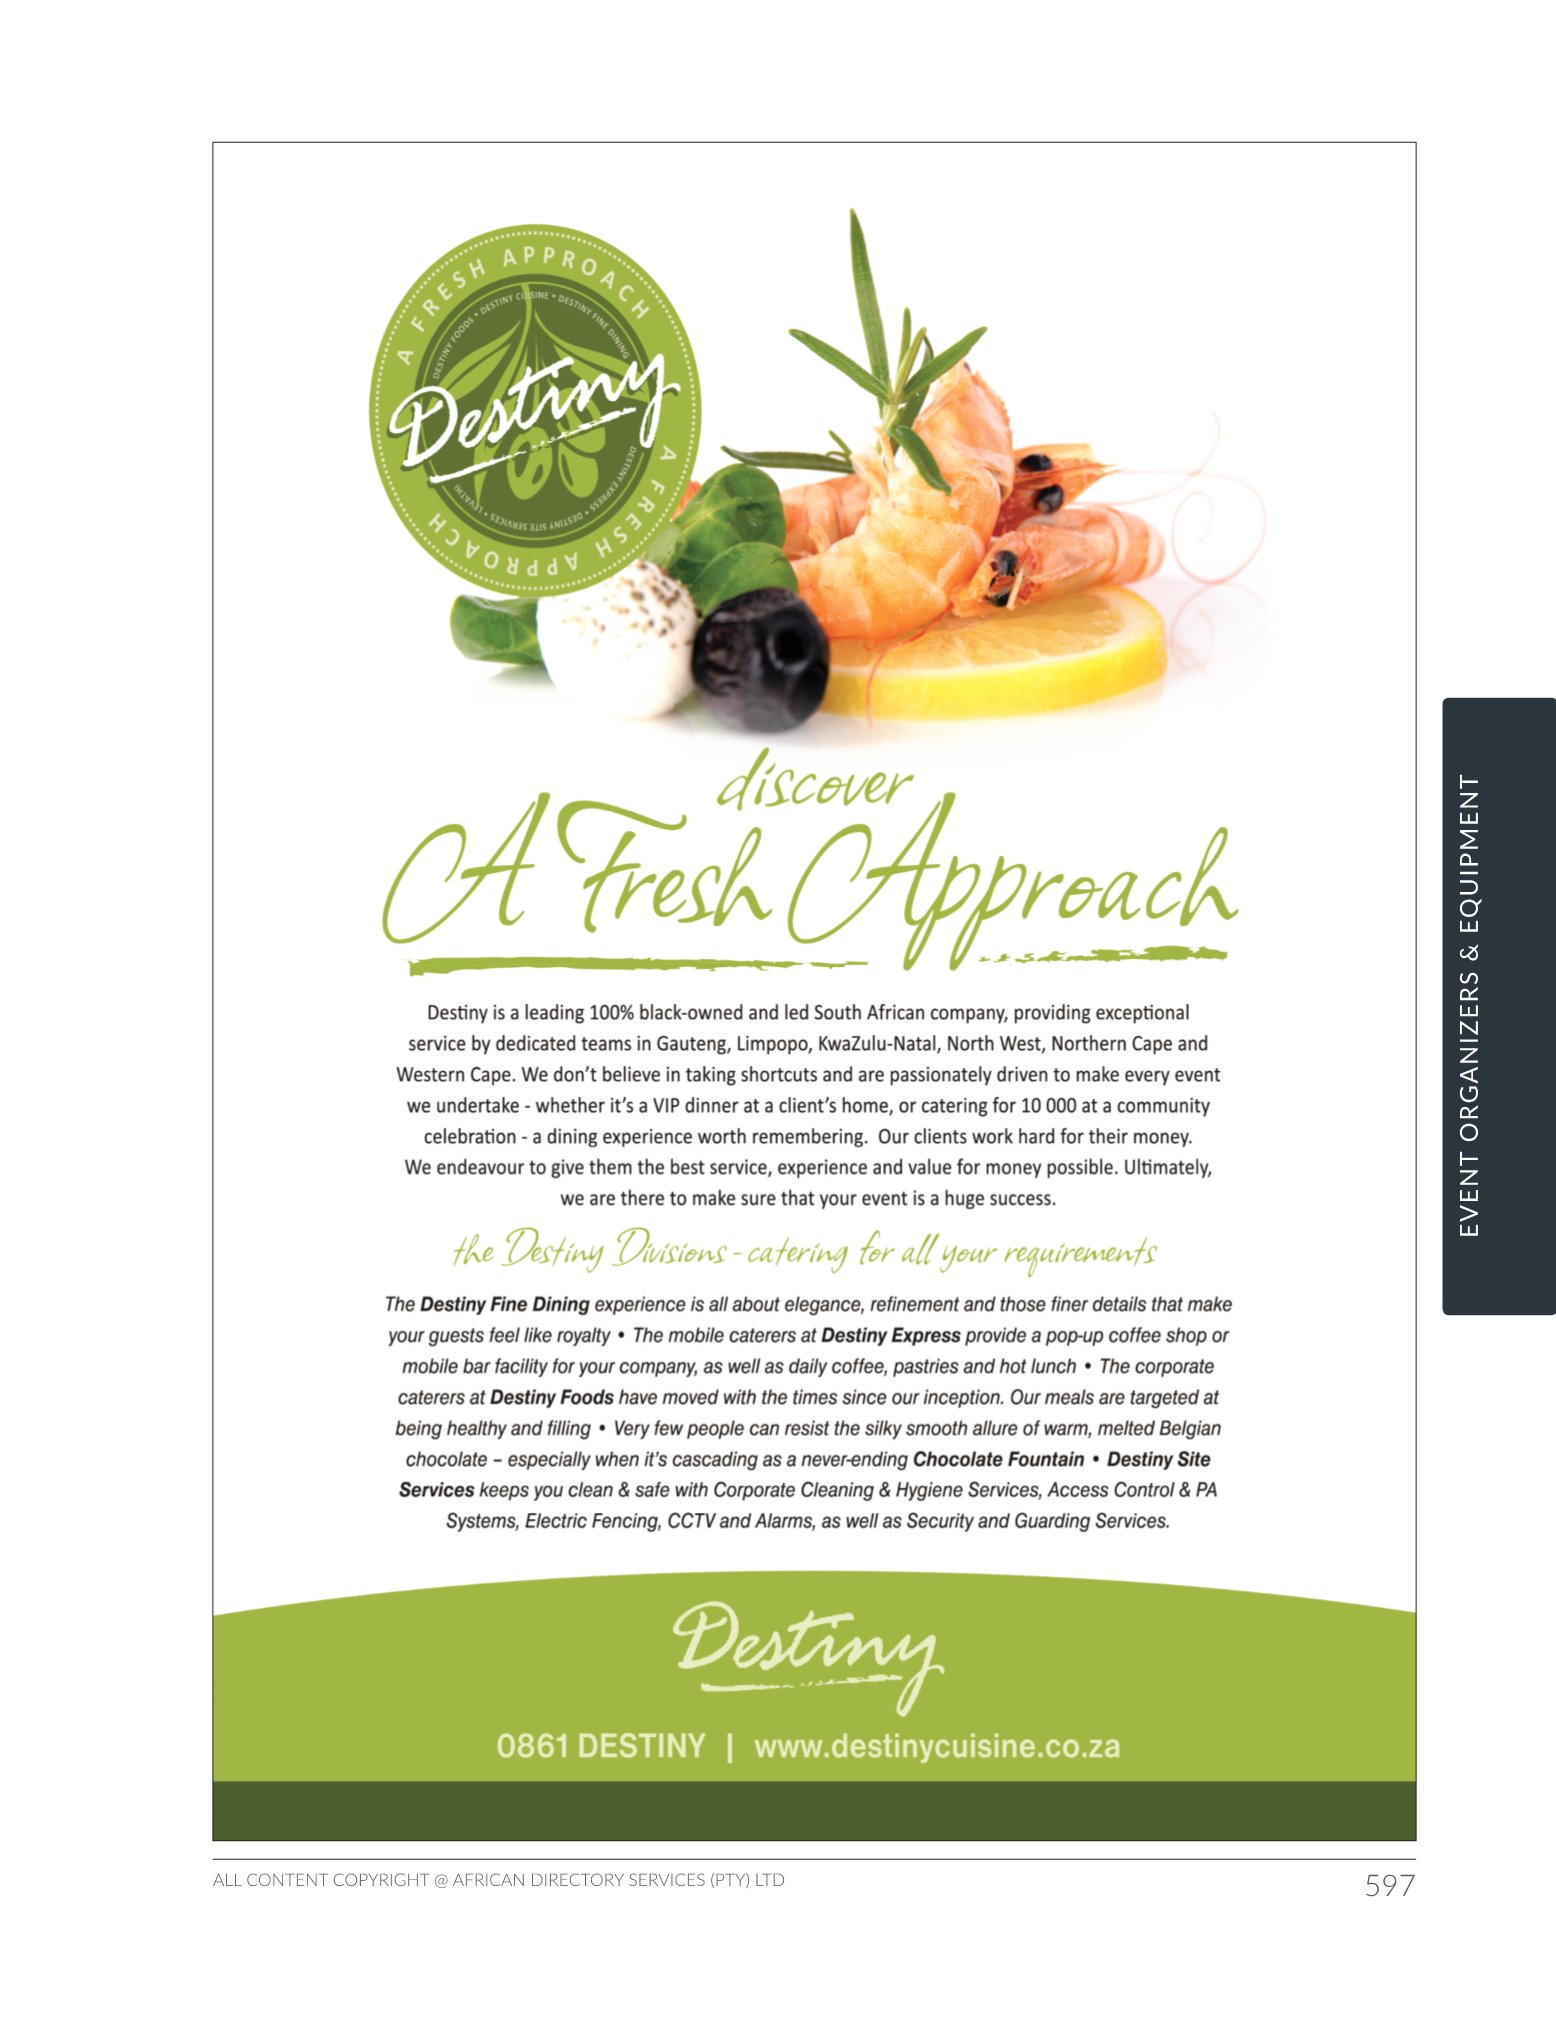 A FRESH APPROACH
DESTINY FOODS • DESTINY CUISINE • DESTINY FINE DINING
Destiny
LEVATHI • DESTINY SITE SERVICES • DESTINY EXPRESS
A FRESH APPROACH
discover
A Fresh Approach
Destiny is a leading 100% black-owned and led South African company, providing exceptional
service by dedicated teams in Gauteng, Limpopo, KwaZulu-Natal, North West, Northern Cape and
Western Cape. We don’t believe in taking shortcuts and are passionately driven to make every event
we undertake - whether it’s a VIP dinner at a client’s home, or catering for 10 000 at a community
celebration - a dining experience worth remembering.  Our clients work hard for their money.
We endeavour to give them the best service, experience and value for money possible. Ultimately,
we are there to make sure that your event is a huge success.
the Destiny Divisions - catering for all your requirements
The Destiny Fine Dining experience is all about elegance, refinement and those finer details that make
your guests feel like royalty • The mobile caterers at Destiny Express provide a pop-up coffee shop or
mobile bar facility for your company, as well as daily coffee, pastries and hot lunch • The corporate
caterers at Destiny Foods have moved with the times since our inception. Our meals are targeted at
being healthy and filling • Very few people can resist the silky smooth allure of warm, melted Belgian
chocolate – especially when it’s cascading as a never-ending Chocolate Fountain • Destiny Site
Services keeps you clean & safe with Corporate Cleaning & Hygiene Services, Access Control & PA
Systems, Electric Fencing, CCTV and Alarms, as well as Security and Guarding Services.
Destiny
0861 DESTINY | www.destinycuisine.co.za
EVENT ORGANIZERS & EQUIPMENT
ALL CONTENT COPYRIGHT @ AFRICAN DIRECTORY SERVICES (PTY) LTD
597